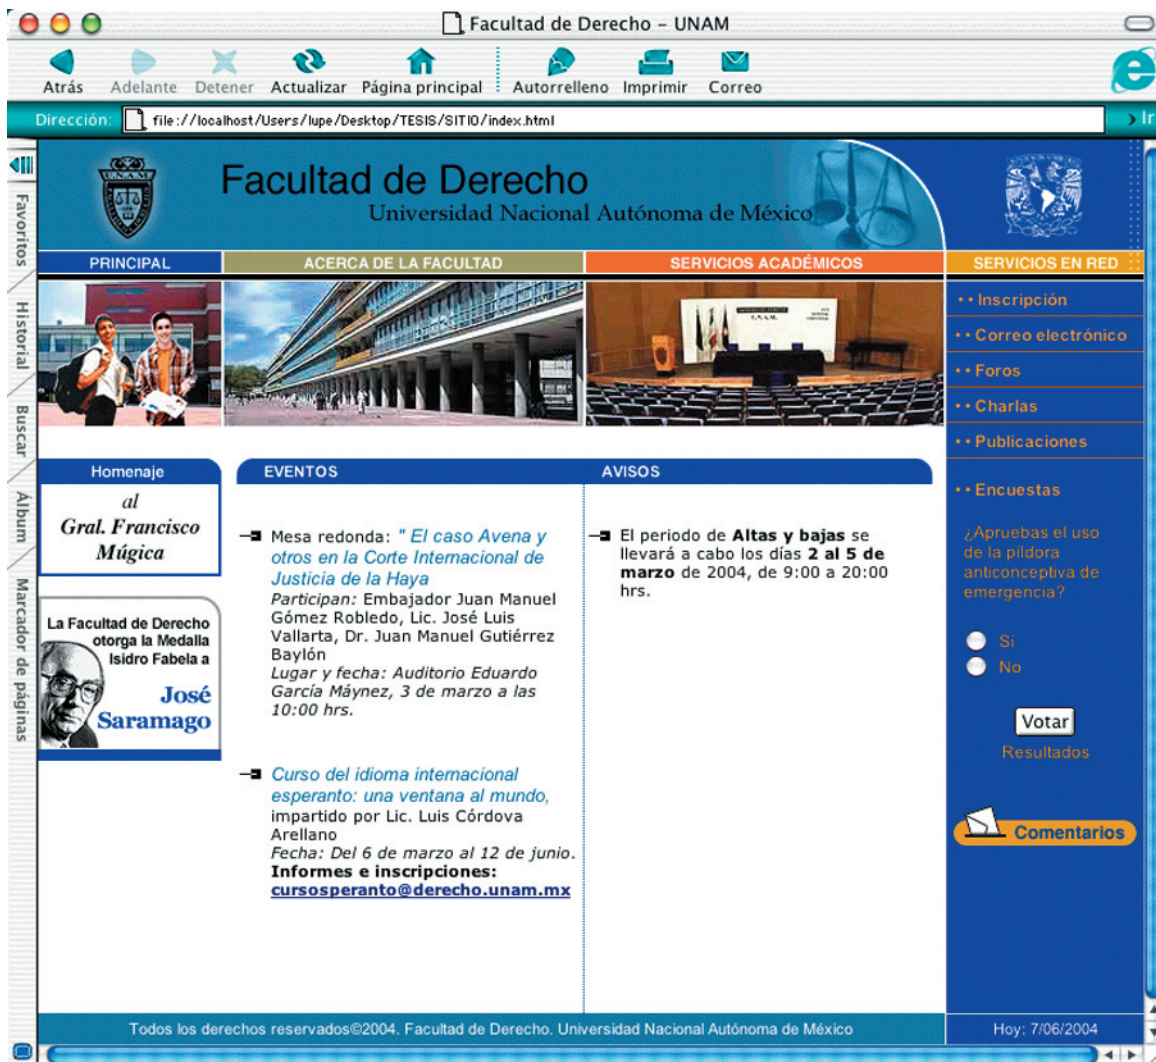 Facultad de Derecho – UNAM
Atrás Adelante Detener Actualizar Página principal Autorrelleno Imprimir Correo
Dirección: file://localhost/Users/lupe/Desktop/TESIS/SITIO/index.html Ir
Favoritos
Historial
Buscar
Álbum
Marcador de páginas
U.N.A.M.
Facultad de Derecho
Universidad Nacional Autónoma de México
PRINCIPAL
ACERCA DE LA FACULTAD
SERVICIOS ACADÉMICOS
SERVICIOS EN RED
U.N.A.M.
Homenaje
al
Gral. Francisco
Múgica
La Facultad de Derecho
otorga la Medalla
Isidro Fabela a
José
Saramago
EVENTOS
Mesa redonda: " El caso Avena y
otros en la Corte Internacional de
Justicia de la Haya
Participan: Embajador Juan Manuel
Gómez Robledo, Lic. José Luis
Vallarta, Dr. Juan Manuel Gutiérrez
Baylón
Lugar y fecha: Auditorio Eduardo
García Máynez, 3 de marzo a las
10:00 hrs.
Curso del idioma internacional
esperanto: una ventana al mundo,
impartido por Lic. Luis Córdova
Arellano
Fecha: Del 6 de marzo al 12 de junio.
Informes e inscripciones:
cursosperanto@derecho.unam.mx
AVISOS
El periodo de Altas y bajas se
llevará a cabo los días 2 al 5 de
marzo de 2004, de 9:00 a 20:00
hrs.
Inscripción
Correo electrónico
Foros
Charlas
Publicaciones
Encuestas
¿Apruebas el uso
de la píldora
anticonceptiva de
emergencia?
Si
No
Votar
Resultados
Comentarios
Todos los derechos reservados©2004. Facultad de Derecho. Universidad Nacional Autónoma de México
Hoy: 7/06/2004